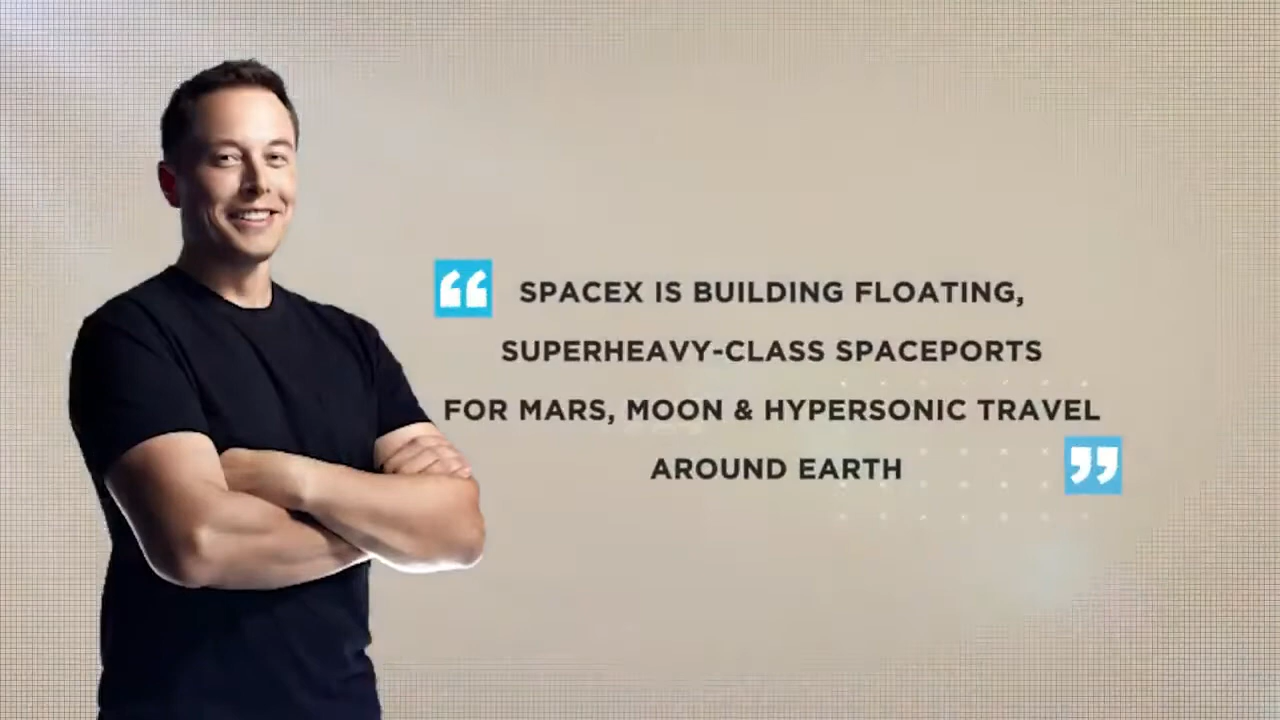 “ SPACEX IS BUILDING FLOATING,
SUPERHEAVY-CLASS SPACEPORTS
FOR MARS, MOON & HYPERSONIC TRAVEL
AROUND EARTH ”